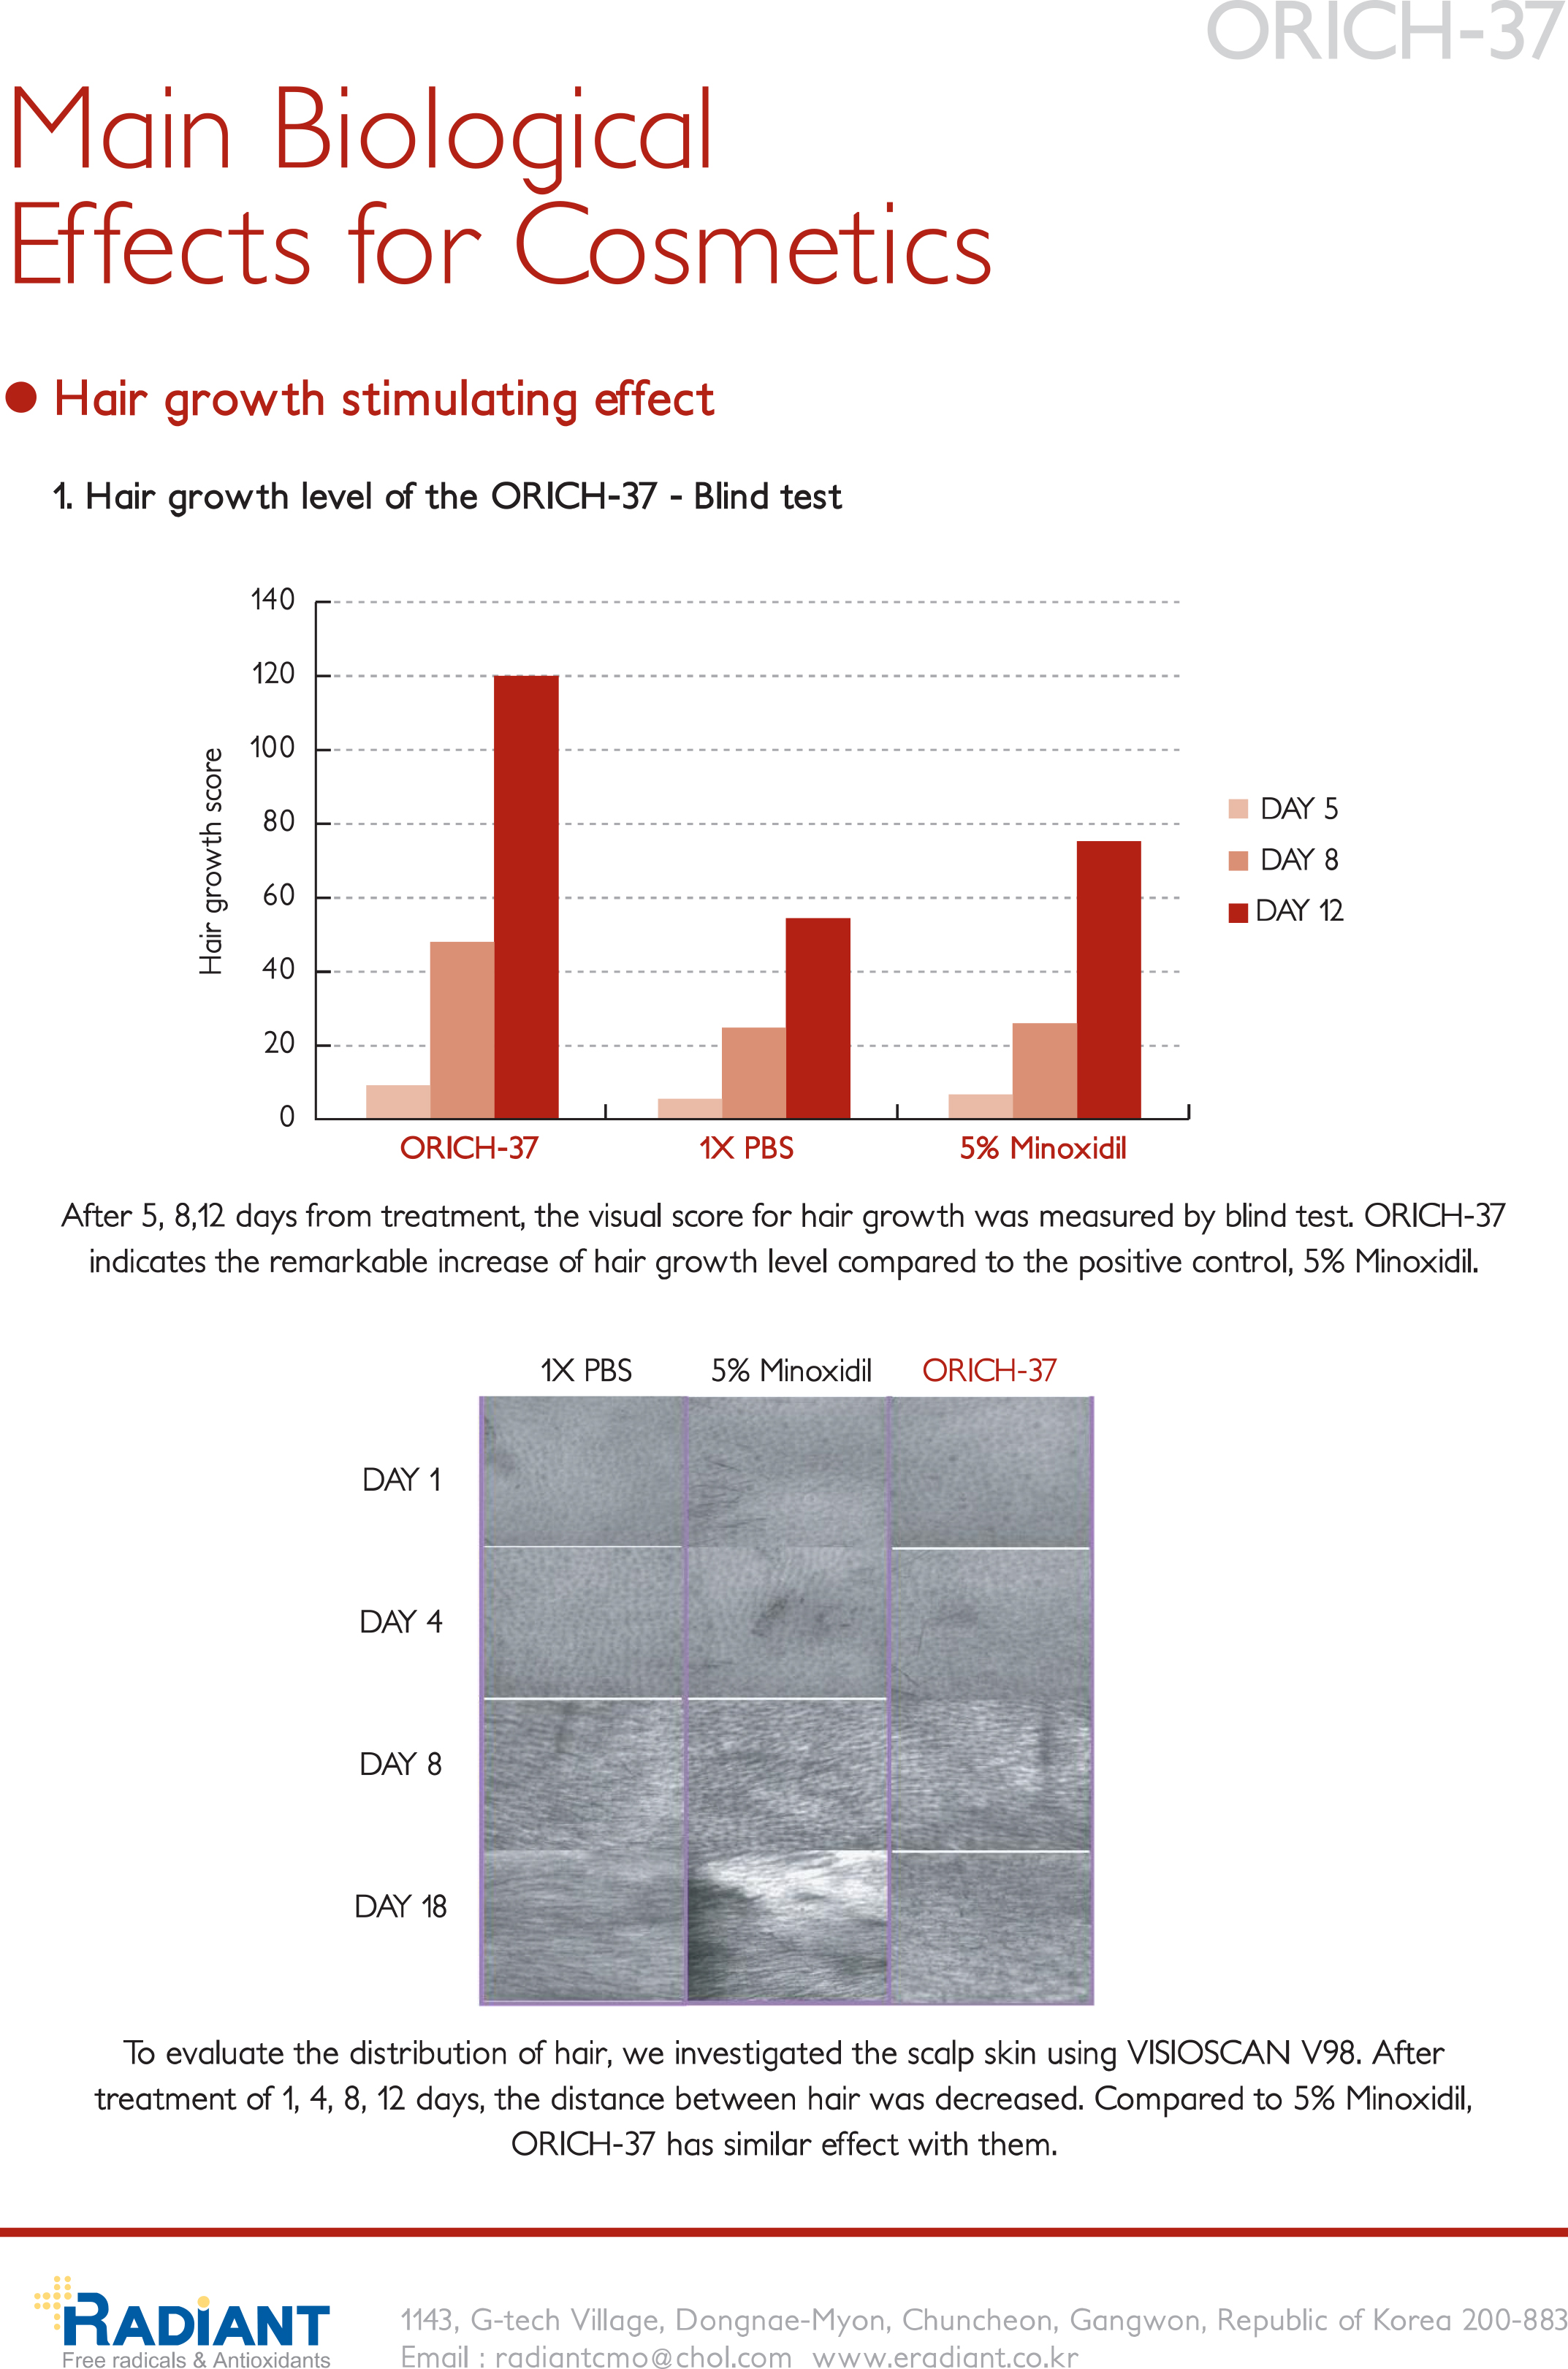 ORICH-37
Main Biological
Effects for Cosmetics
● Hair growth stimulating effect
1. Hair growth level of the ORICH-37 - Blind test
140
120
100
80
60
40
20
0
Hair growth score
DAY 5
DAY 8
DAY 12
ORICH-37 1X PBS 5% Minoxidil
After 5, 8,12 days from treatment, the visual score for hair growth was measured by blind test. ORICH-37
indicates the remarkable increase of hair growth level compared to the positive control, 5% Minoxidil.
1X PBS 5% Minoxidil ORICH-37
DAY 1
DAY 4
DAY 8
DAY 18
To evaluate the distribution of hair, we investigated the scalp skin using VISIOSCAN V98. After
treatment of 1, 4, 8, 12 days, the distance between hair was decreased. Compared to 5% Minoxidil,
ORICH-37 has similar effect with them.
RADIANT
Free radicals & Antioxidants
1143, G-tech Village, Dongnae-Myon, Chuncheon, Gangwon, Republic of Korea 200-883
Email : radiantcmo@chol.com www.eradiant.co.kr